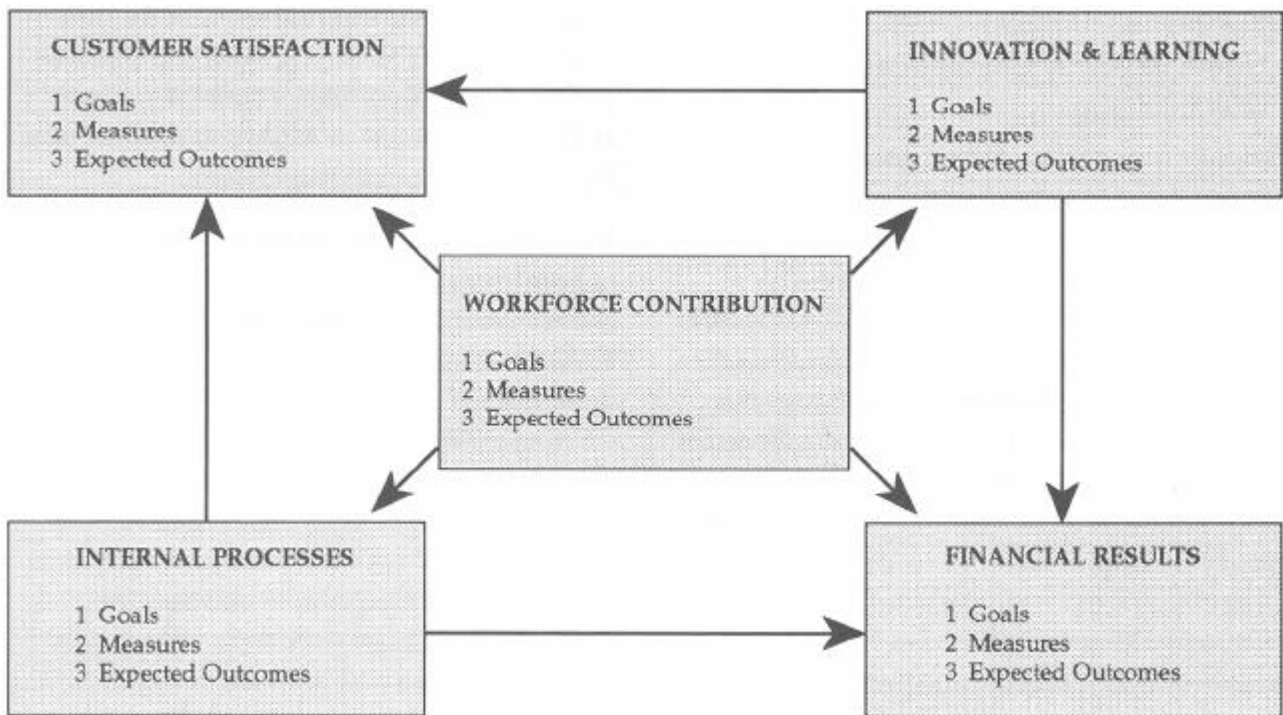 CUSTOMER SATISFACTION
1 Goals
2 Measures
3 Expected Outcomes
INNOVATION & LEARNING
1 Goals
2 Measures
3 Expected Outcomes
WORKFORCE CONTRIBUTION
1 Goals
2 Measures
3 Expected Outcomes
INTERNAL PROCESSES
1 Goals
2 Measures
3 Expected Outcomes
FINANCIAL RESULTS
1 Goals
2 Measures
3 Expected Outcomes